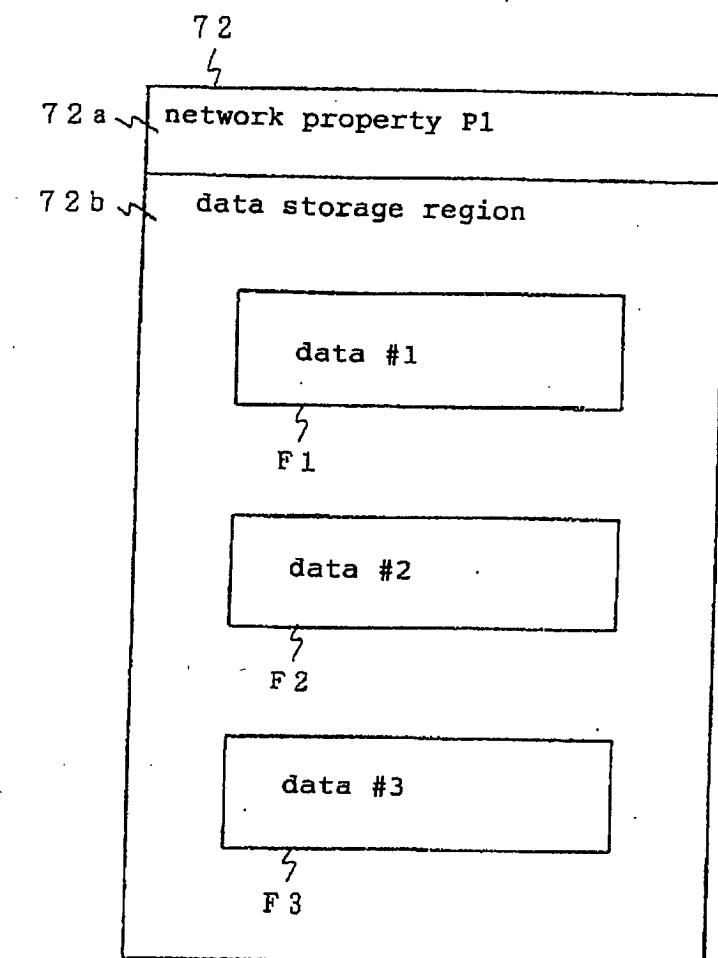 72
72a
network property P1
72b
data storage region
data #1
F1
data #2
F2
data #3
F3